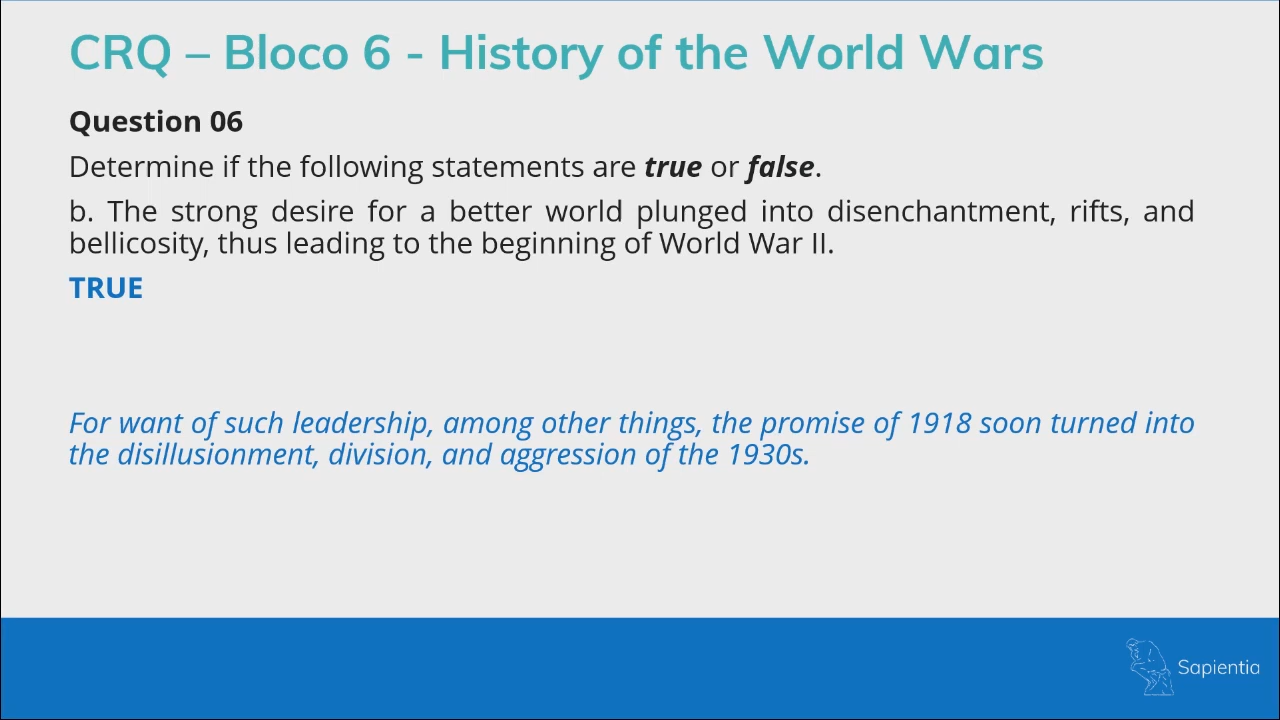 CRQ – Bloco 6 - History of the World Wars
Question 06
Determine if the following statements are true or false.
b. The strong desire for a better world plunged into disenchantment, rifts, and
bellicosity, thus leading to the beginning of World War II.
TRUE
For want of such leadership, among other things, the promise of 1918 soon turned into
the disillusionment, division, and aggression of the 1930s.
Sapientia